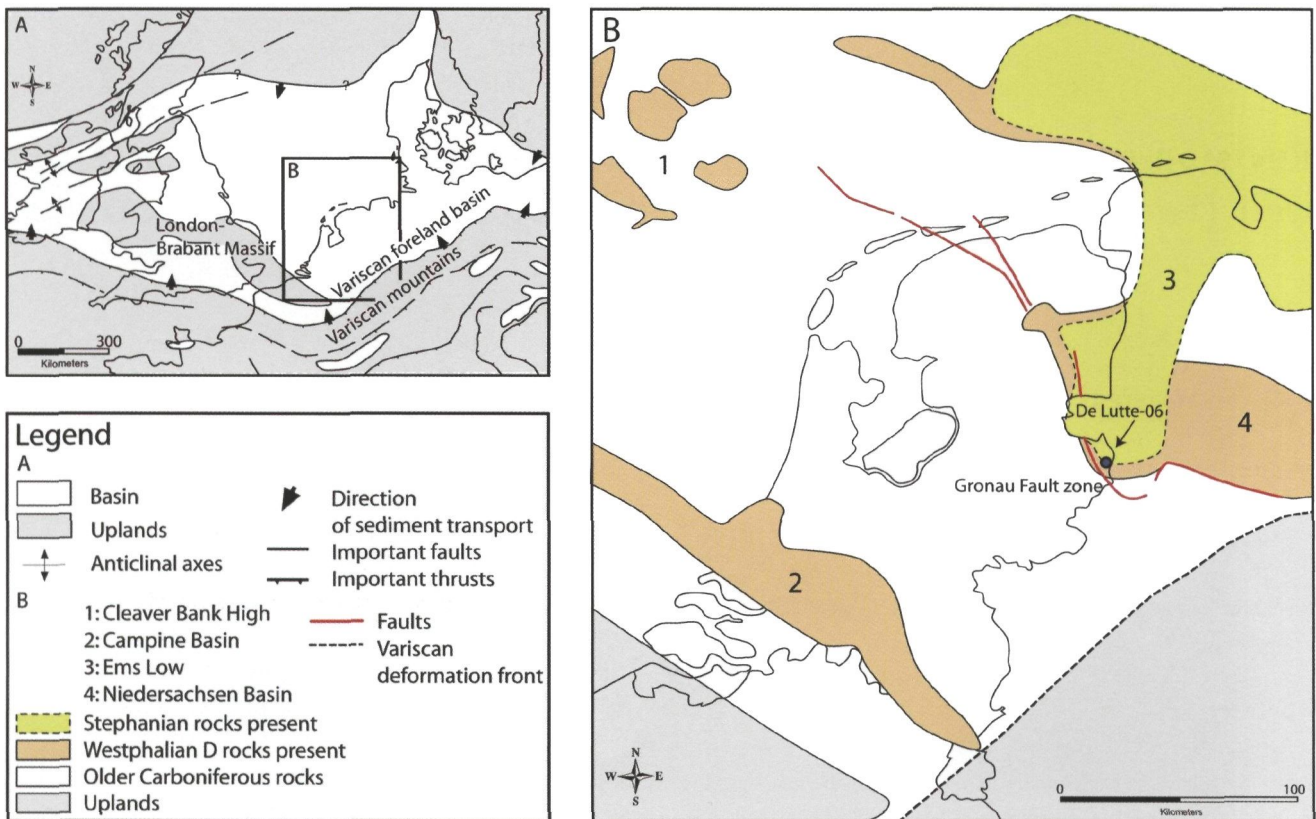 A
N
W E
S
?
?
B
London-
Brabant Massif
Variscan foreland basin
Variscan mountains
0 300
Kilometers
Legend
A
Basin
Uplands
Anticlinal axes
Direction
of sediment transport
Important faults
Important thrusts
B
1: Cleaver Bank High
2: Campine Basin
3: Ems Low
4: Niedersachsen Basin
Faults
Variscan
deformation front
Stephanian rocks present
Westphalian D rocks present
Older Carboniferous rocks
Uplands
B
1
3
De Lutte-06
4
Gronau Fault zone
2
N
W E
S
0 100
Kilometers